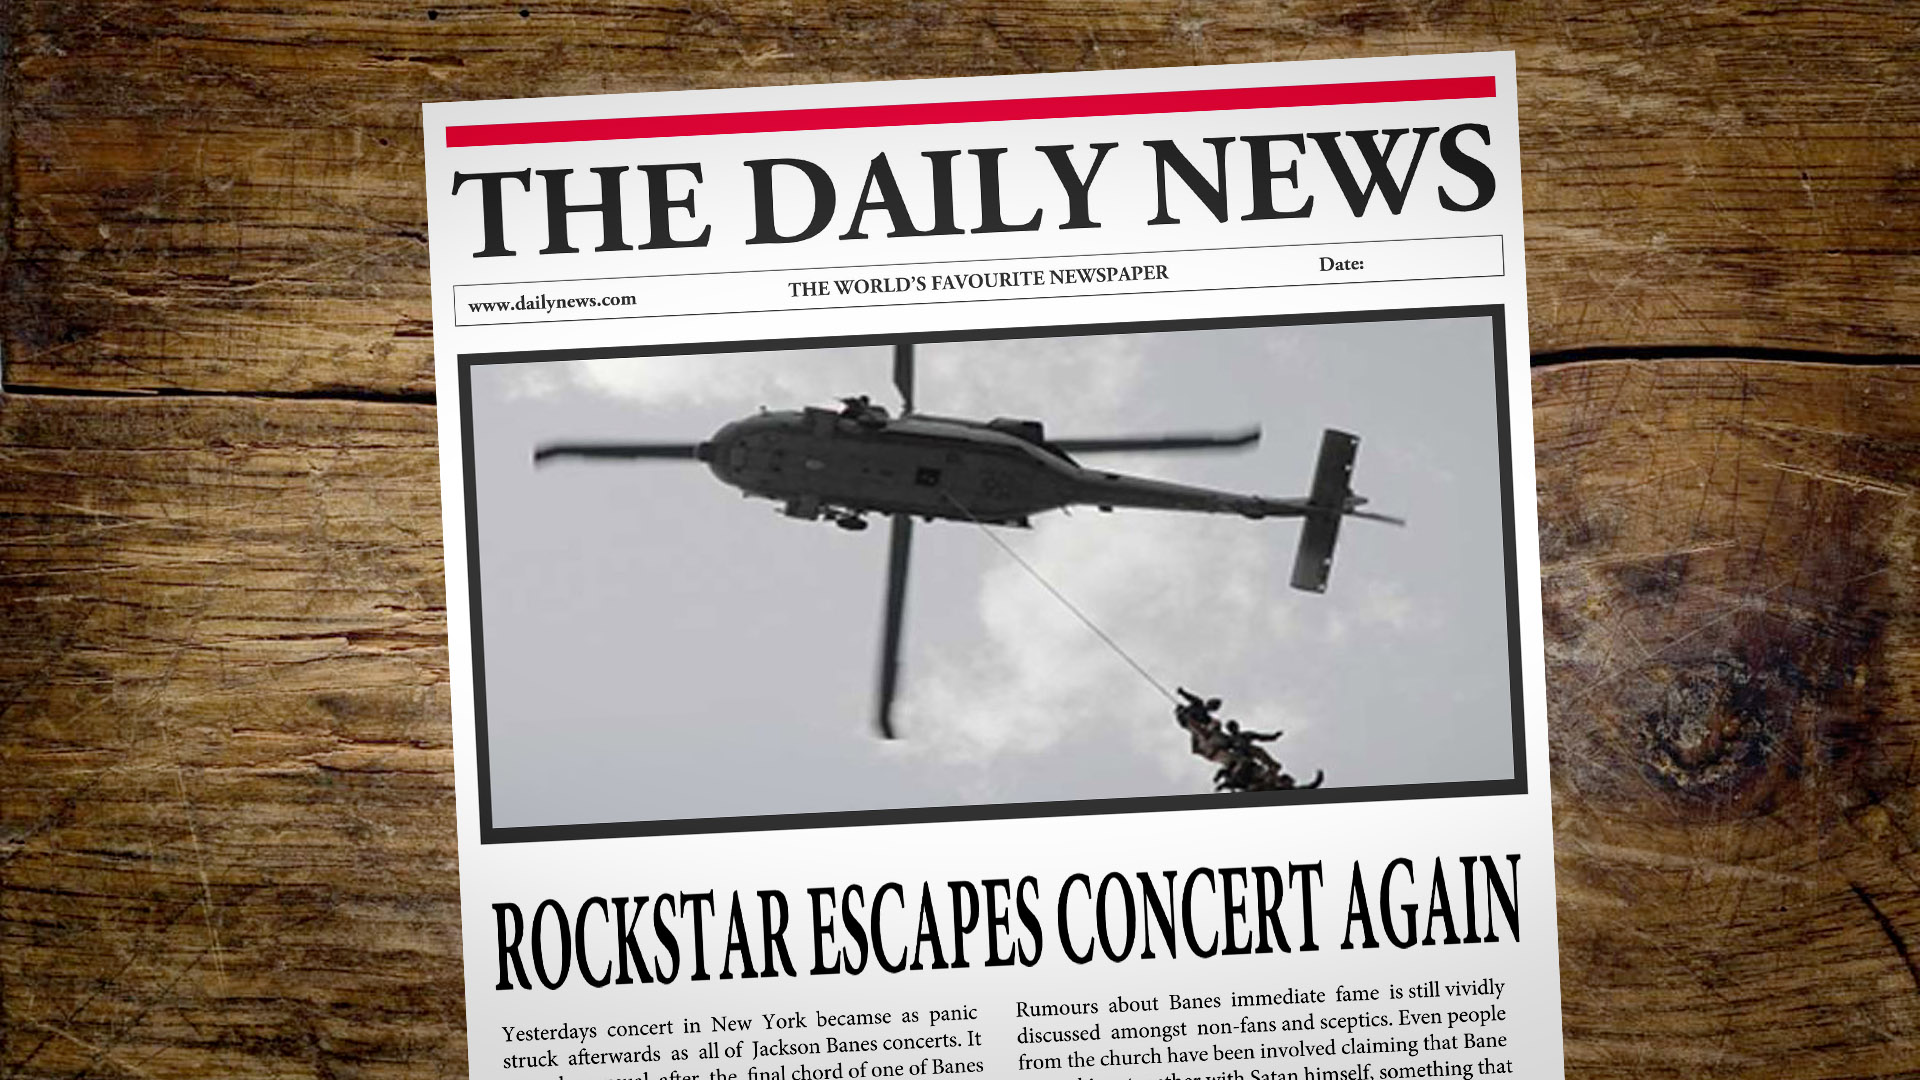 THE DAILY NEWS
www.dailynews.com
THE WORLD'S FAVOURITE NEWSPAPER
Date:
ROCKSTAR ESCAPES CONCERT AGAIN
Yesterdays concert in New York becamse as panic
struck afterwards as all of Jackson Banes concerts. It
after the final chord of one of Banes
Rumours about Banes immediate fame is still vividly
discussed amongst non-fans and sceptics. Even people
from the church have been involved claiming that Bane
with Satan himself, something that